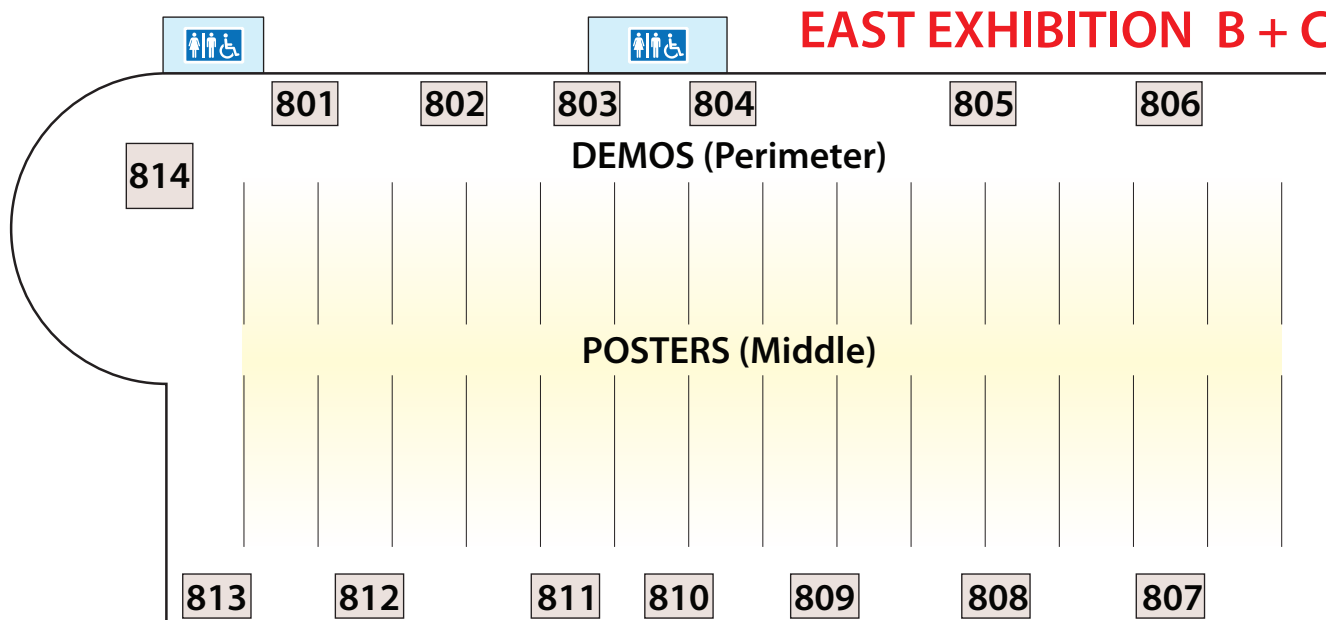 EAST EXHIBITION B + C
801 802 803 804 805 806
DEMOS (Perimeter)
814
POSTERS (Middle)
813 812 811 810 809 808 807